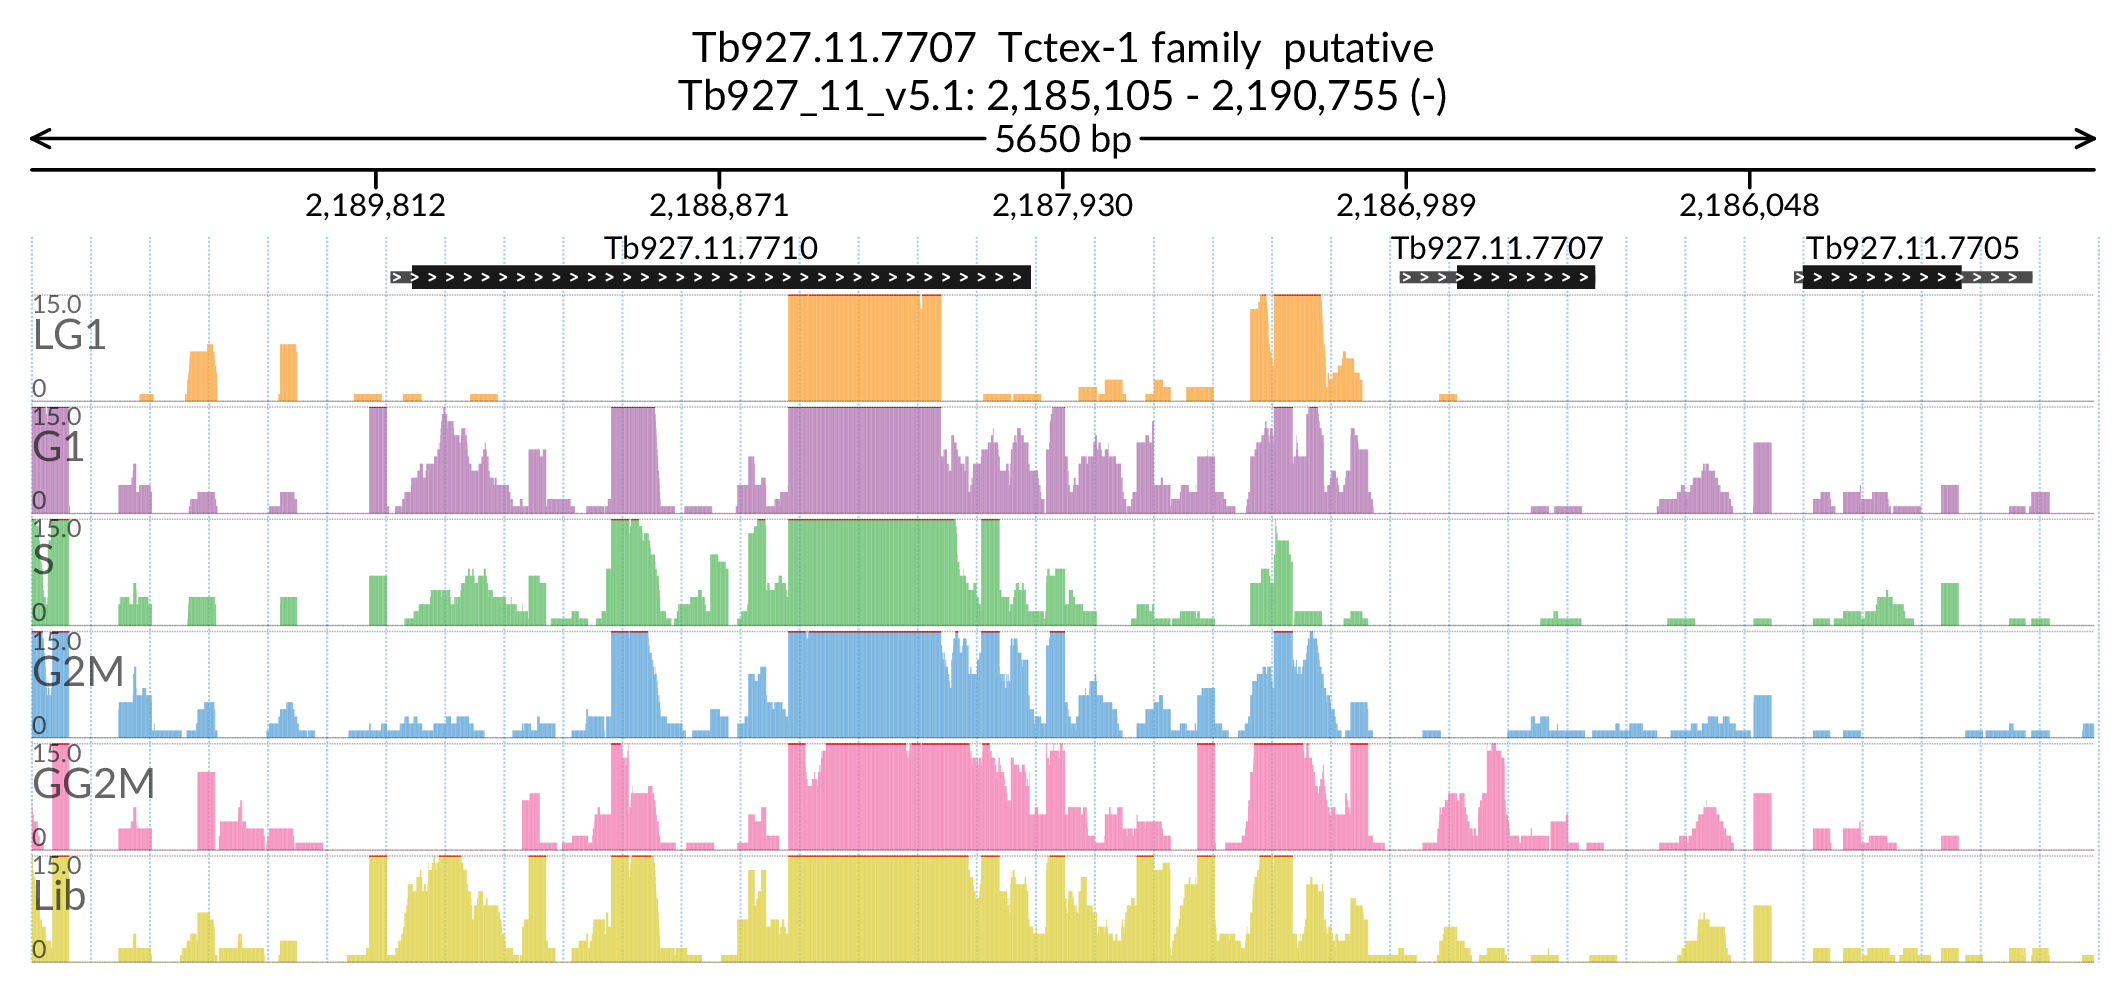 Tb927.11.7707  Tctex-1 family  putative
Tb927_11_v5.1: 2,185,105 - 2,190,755 (-)
5650 bp
2,189,812 2,188,871 2,187,930 2,186,989 2,186,048
Tb927.11.7710 Tb927.11.7707 Tb927.11.7705
15.0
LG1
0
15.0
G1
0
15.0
S
0
15.0
G2M
0
15.0
GG2M
0
15.0
Lib
0